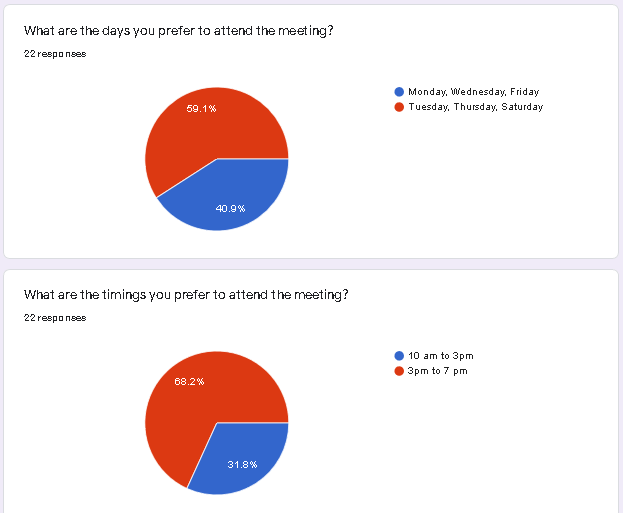 What are the days you prefer to attend the meeting?
22 responses
Monday, Wednesday, Friday
Tuesday, Thursday, Saturday
59.1%
40.9%
What are the timings you prefer to attend the meeting?
22 responses
10 am to 3pm
3pm to 7 pm
68.2%
31.8%